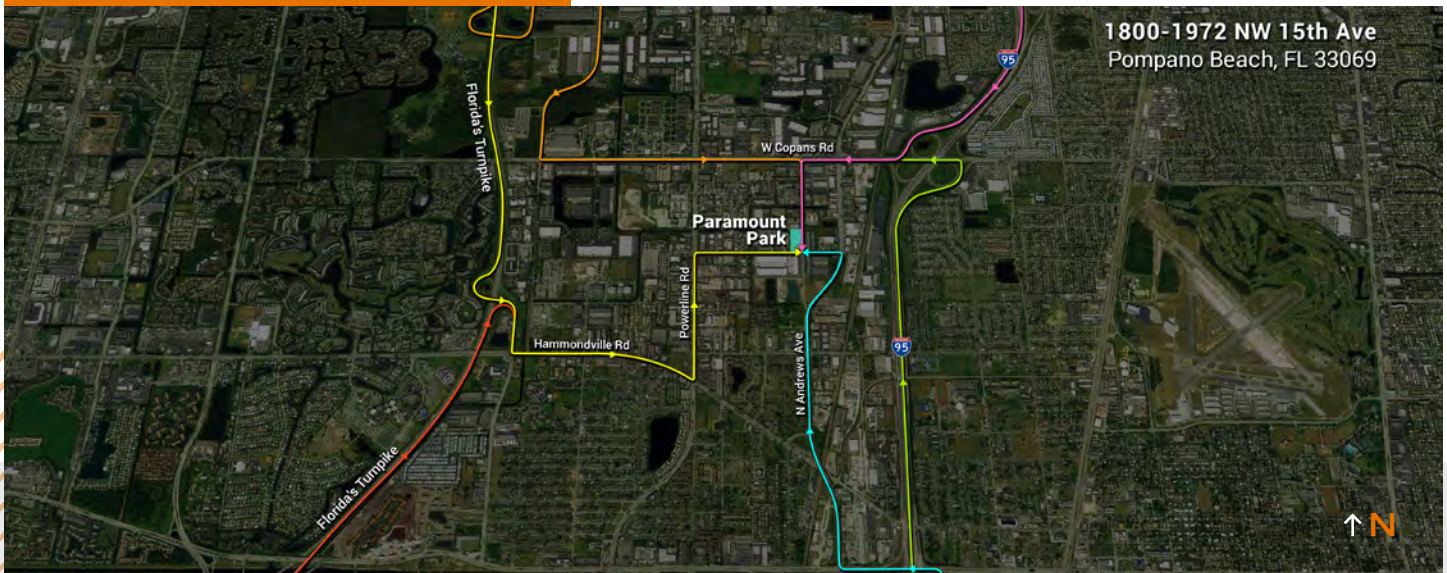 1800-1972 NW 15th Ave
Pompano Beach, FL 33069
95
Florida's Turnpike
W Copans Rd
Paramount
Park
Powerline Rd
Hammondville Rd
95
N Andrews Ave
Florida's Turnpike
N